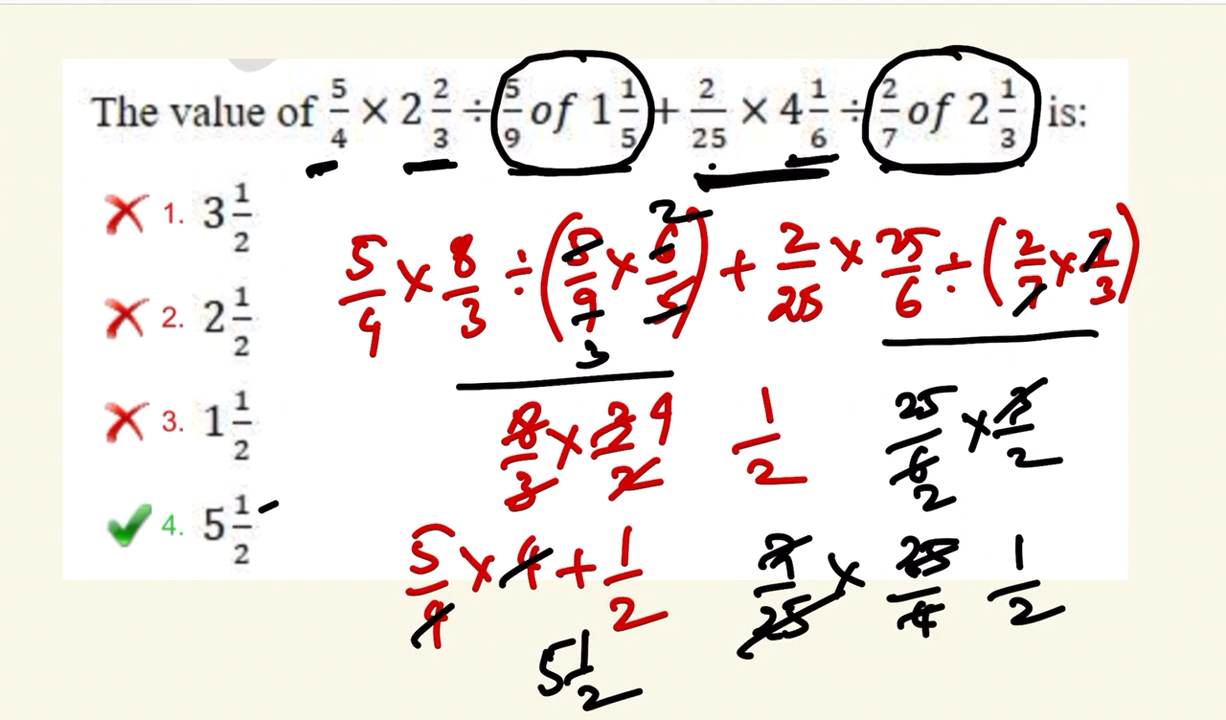 The value of 5/4 × 2 2/3 ÷ 5/9 of 1 1/5 + 2/25 × 4 1/6 ÷ 2/7 of 2 1/3 is:
1. 3 1/2
2. 2 1/2
3. 1 1/2
4. 5 1/2
5/4 × 8/3 ÷ (5/9 × 6/5) + 2/25 × 25/6 ÷ (2/7 × 7/3)
2
3
8/3 × 3/2 4 1/2 25/6 × 3/2
2
5/4 × 4 + 1/2 2/25 × 25/4 1/2
5 1/2